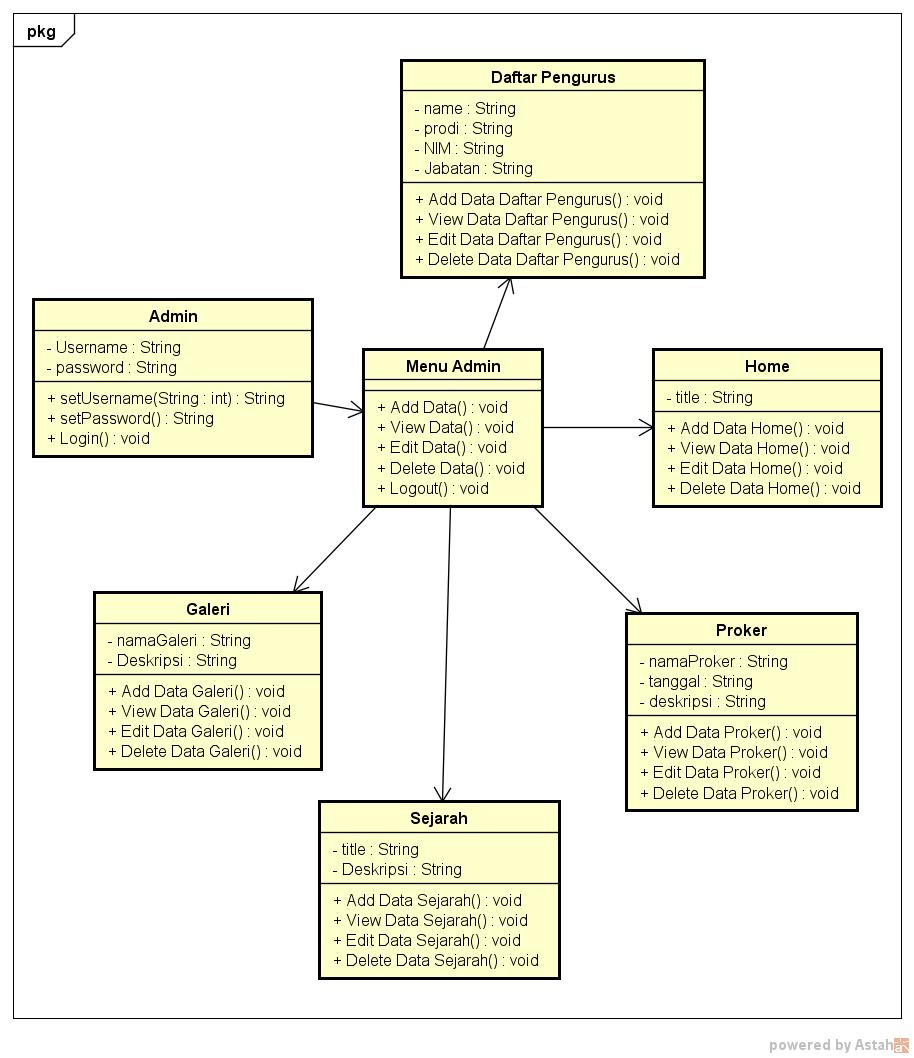 pkg
Daftar Pengurus
- name : String
- prodi : String
- NIM : String
- Jabatan : String
+ Add Data Daftar Pengurus() : void
+ View Data Daftar Pengurus() : void
+ Edit Data Daftar Pengurus() : void
+ Delete Data Daftar Pengurus() : void
Admin
- Username : String
- password : String
+ setUsername(String : int) : String
+ setPassword() : String
+ Login() : void
Menu Admin
+ Add Data() : void
+ View Data() : void
+ Edit Data() : void
+ Delete Data() : void
+ Logout() : void
Home
- title : String
+ Add Data Home() : void
+ View Data Home() : void
+ Edit Data Home() : void
+ Delete Data Home() : void
Galeri
- namaGaleri : String
- Deskripsi : String
+ Add Data Galeri() : void
+ View Data Galeri() : void
+ Edit Data Galeri() : void
+ Delete Data Galeri() : void
Proker
- namaProker : String
- tanggal : String
- deskripsi : String
+ Add Data Proker() : void
+ View Data Proker() : void
+ Edit Data Proker() : void
+ Delete Data Proker() : void
Sejarah
- title : String
- Deskripsi : String
+ Add Data Sejarah() : void
+ View Data Sejarah() : void
+ Edit Data Sejarah() : void
+ Delete Data Sejarah() : void
powered by Astah